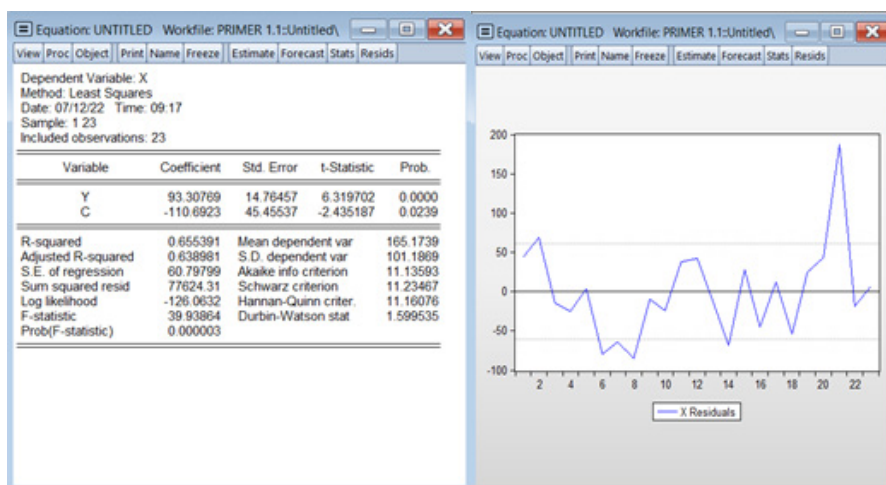 Equation: UNTITLED Workfile: PRIMER 1.1::Untitled\
View Proc Object Print Name Freeze Estimate Forecast Stats Resids
Dependent Variable: X
Method: Least Squares
Date: 07/12/22 Time: 09:17
Sample: 1 23
Included observations: 23
Variable Coefficient Std. Error t-Statistic Prob.
Y 93.30769 14.76457 6.319702 0.0000
C -110.6923 45.45537 -2.435187 0.0239
R-squared 0.655391 Mean dependent var 165.1739
Adjusted R-squared 0.638981 S.D. dependent var 101.1869
S.E. of regression 60.79799 Akaike info criterion 11.13593
Sum squared resid 77624.31 Schwarz criterion 11.23467
Log likelihood -126.0632 Hannan-Quinn criter. 11.16076
F-statistic 39.93864 Durbin-Watson stat 1.599535
Prob(F-statistic) 0.000003
Equation: UNTITLED Workfile: PRIMER 1.1::Untitled\
View Proc Object Print Name Freeze Estimate Forecast Stats Resids
200
150
100
50
0
-50
-100
2 4 6 8 10 12 14 16 18 20 22
X Residuals